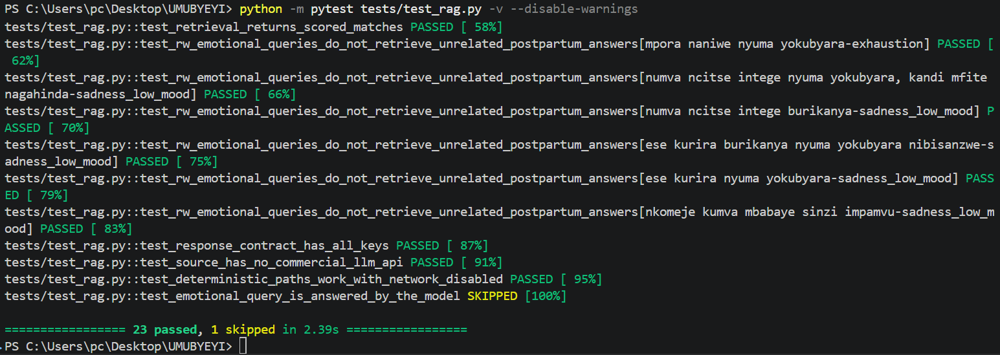 PS C:\Users\pc\Desktop\UMUBYEYI> python -m pytest tests/test_rag.py -v --disable-warnings
tests/test_rag.py::test_retrieval_returns_scored_matches PASSED [ 58%]
tests/test_rag.py::test_rw_emotional_queries_do_not_retrieve_unrelated_postpartum_answers[mpora naniwe nyuma yokubyara-exhaustion] PASSED [
 62%]
tests/test_rag.py::test_rw_emotional_queries_do_not_retrieve_unrelated_postpartum_answers[numva ncitse intege nyuma yokubyara, kandi mfite
nagahinda-sadness_low_mood] PASSED [ 66%]
tests/test_rag.py::test_rw_emotional_queries_do_not_retrieve_unrelated_postpartum_answers[numva ncitse intege burikanya-sadness_low_mood] P
ASSED [ 70%]
tests/test_rag.py::test_rw_emotional_queries_do_not_retrieve_unrelated_postpartum_answers[ese kurira burikanya nyuma yokubyara nibisanzwe-s
adness_low_mood] PASSED [ 75%]
tests/test_rag.py::test_rw_emotional_queries_do_not_retrieve_unrelated_postpartum_answers[ese kurira nyuma yokubyara-sadness_low_mood] PASS
ED [ 79%]
tests/test_rag.py::test_rw_emotional_queries_do_not_retrieve_unrelated_postpartum_answers[nkomeje kumva mbabaye sinzi impamvu-sadness_low_m
ood] PASSED [ 83%]
tests/test_rag.py::test_response_contract_has_all_keys PASSED [ 87%]
tests/test_rag.py::test_source_has_no_commercial_llm_api PASSED [ 91%]
tests/test_rag.py::test_deterministic_paths_work_with_network_disabled PASSED [ 95%]
tests/test_rag.py::test_emotional_query_is_answered_by_the_model SKIPPED [100%]
================= 23 passed, 1 skipped in 2.39s =================
PS C:\Users\pc\Desktop\UMUBYEYI>